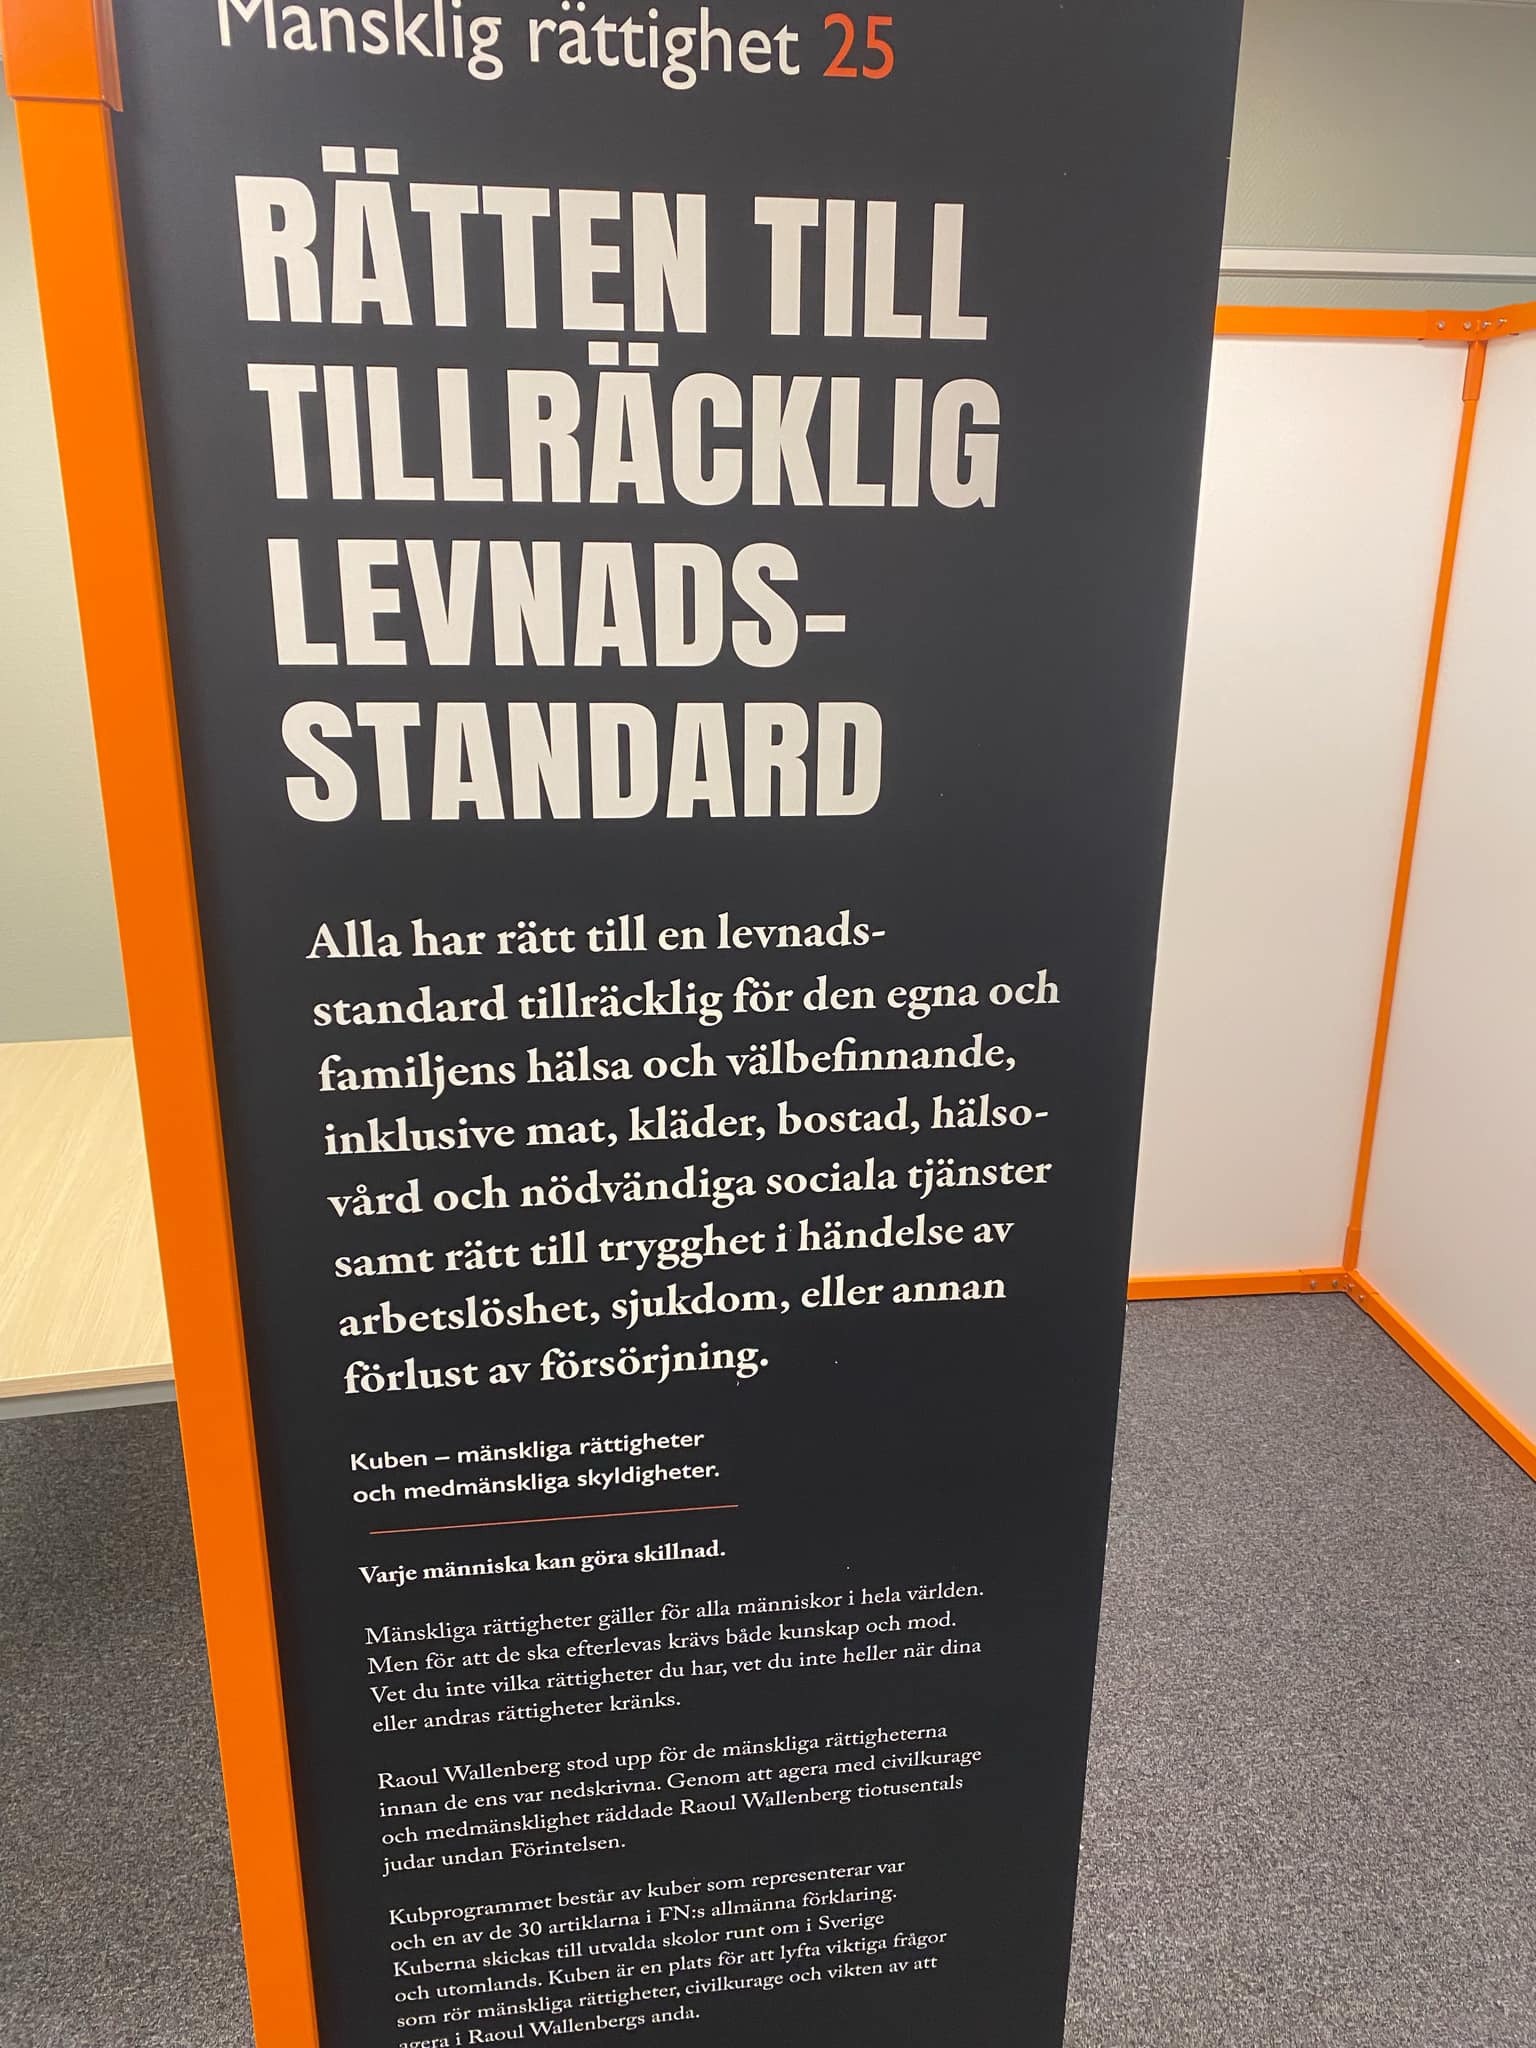 Mänsklig rättighet 25
RÄTTEN TILL
TILLRÄCKLIG
LEVNADS-
STANDARD
Alla har rätt till en levnads-
standard tillräcklig för den egna och
familjens hälsa och välbefinnande,
inklusive mat, kläder, bostad, hälso-
vård och nödvändiga sociala tjänster
samt rätt till trygghet i händelse av
arbetslöshet, sjukdom, eller annan
förlust av försörjning.
Kuben – mänskliga rättigheter
och medmänskliga skyldigheter.
Varje människa kan göra skillnad.
Mänskliga rättigheter gäller för alla människor i hela världen.
Men för att de ska efterlevas krävs både kunskap och mod.
Vet du inte vilka rättigheter du har, vet du inte heller när dina
eller andras rättigheter kränks.
Raoul Wallenberg stod upp för de mänskliga rättigheterna
innan de ens var nedskrivna. Genom att agera med civilkurage
och medmänsklighet räddade Raoul Wallenberg tiotusentals
judar undan Förintelsen.
Kubprogrammet består av kuber som representerar var
och en av de 30 artiklarna i FN:s allmänna förklaring.
Kuberna skickas till utvalda skolor runt om i Sverige
och utomlands. Kuben är en plats för att lyfta viktiga frågor
som rör mänskliga rättigheter, civilkurage och vikten av att
agera i Raoul Wallenbergs anda.